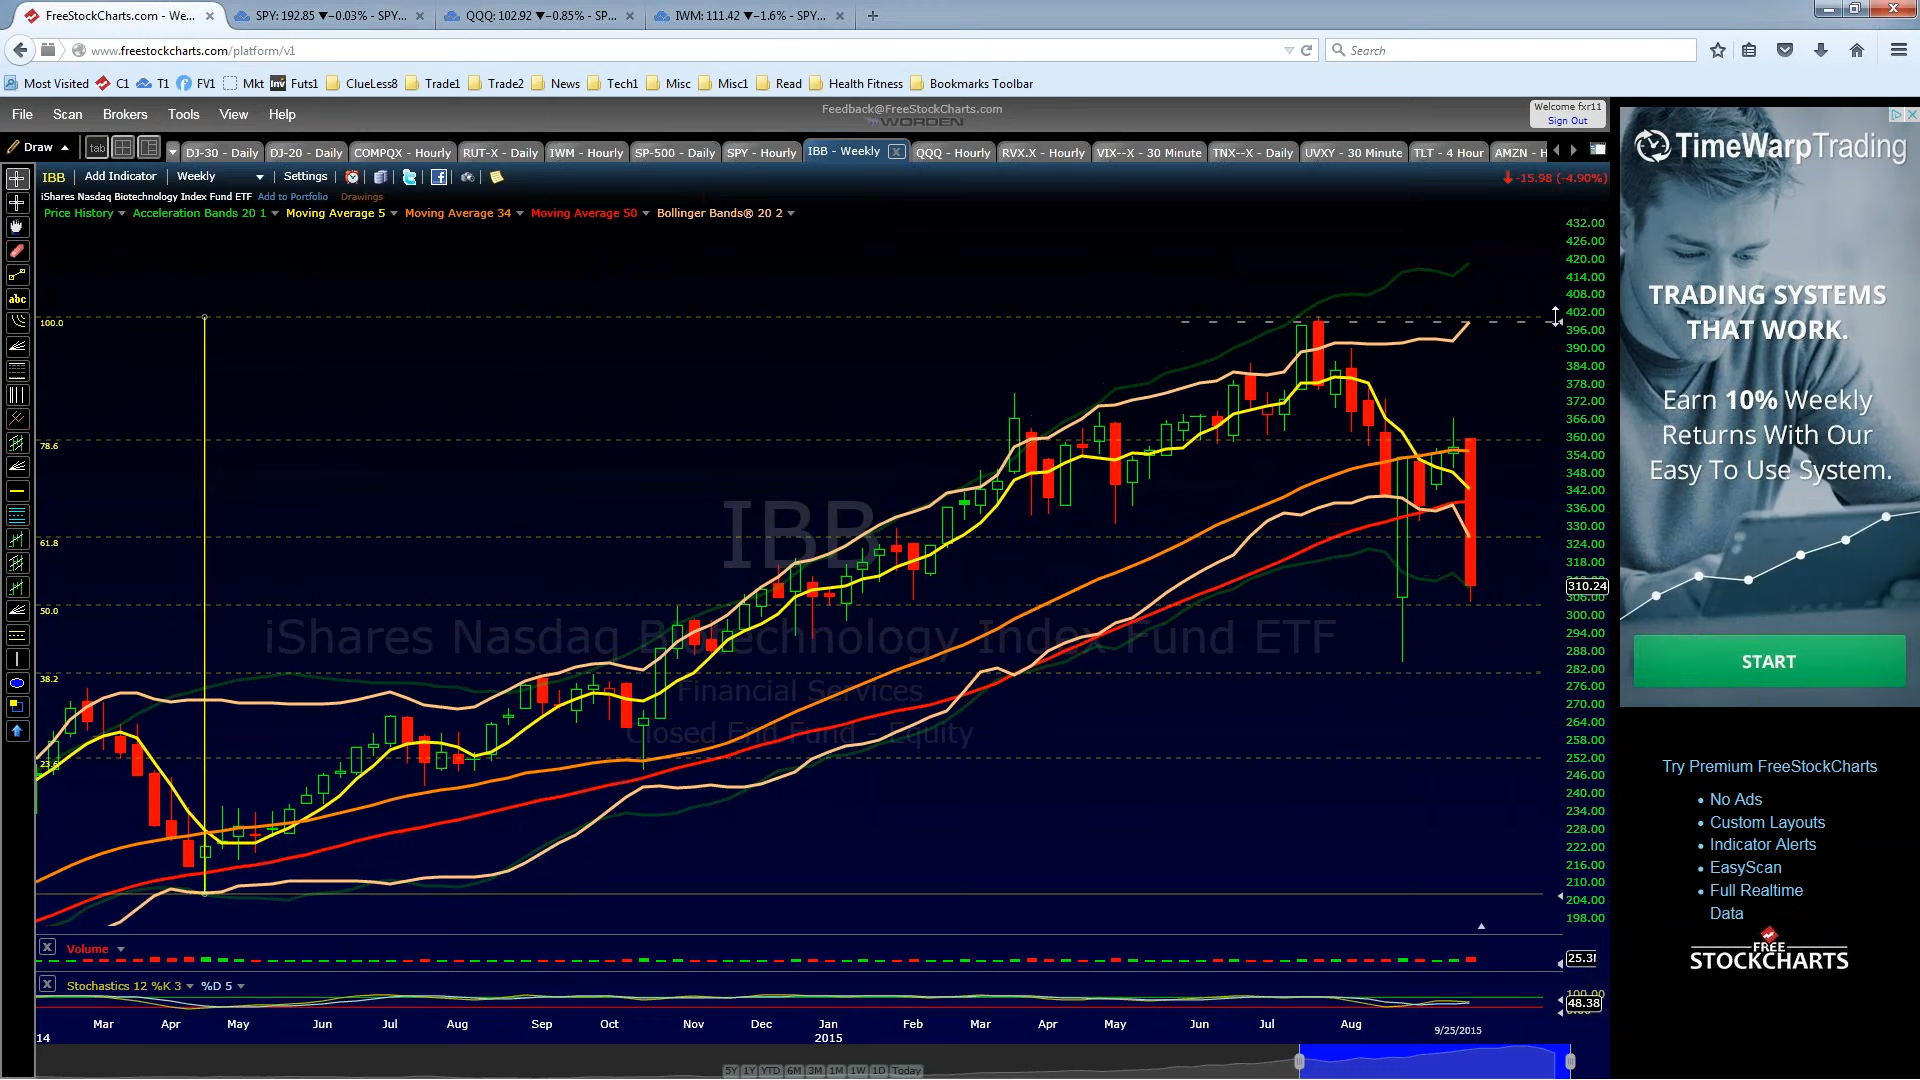 FreeStockCharts.com - We...
SPY: 192.85 ▼−0.03% - SPY...
QQQ: 102.92 ▼−0.85% - SP...
IWM: 111.42 ▼−1.6% - SPY...
www.freestockcharts.com/platform/v1
Search
Most Visited C1 T1 FV1 Mkt Inv Futs1 ClueLess8 Trade1 Trade2 News Tech1 Misc Misc1 Read Health Fitness Bookmarks Toolbar
File Scan Brokers Tools View Help
Feedback@FreeStockCharts.com
WORDEN
Welcome fxr11
Sign Out
Draw tab DJ-30 - Daily DJ-20 - Daily COMPQX - Hourly RUT-X - Daily IWM - Hourly SP-500 - Daily SPY - Hourly IBB - Weekly QQQ - Hourly RVX.X - Hourly VIX--X - 30 Minute TNX--X - Daily UVXY - 30 Minute TLT - 4 Hour AMZN - H
IBB Add Indicator Weekly Settings
-15.98 (-4.90%)
iShares Nasdaq Biotechnology Index Fund ETF Add to Portfolio Drawings
Price History Acceleration Bands 20 1 Moving Average 5 Moving Average 34 Moving Average 50 Bollinger Bands® 20 2
abc
100.0
78.6
61.8
50.0
38.2
23.6
IBB
iShares Nasdaq Biotechnology Index Fund ETF
Financial Services
Closed End Fund - Equity
432.00
426.00
420.00
414.00
408.00
402.00
396.00
390.00
384.00
378.00
372.00
366.00
360.00
354.00
348.00
342.00
336.00
330.00
324.00
318.00
310.24
306.00
300.00
294.00
288.00
282.00
276.00
270.00
264.00
258.00
252.00
246.00
240.00
234.00
228.00
222.00
216.00
210.00
204.00
198.00
Volume
Stochastics 12 %K 3 %D 5
100.00
48.38
Mar Apr May Jun Jul Aug Sep Oct Nov Dec Jan Feb Mar Apr May Jun Jul Aug
14 2015 9/25/2015
5Y 1Y YTD 6M 3M 1M 1W 1D Today
TimeWarpTrading
TRADING SYSTEMS
THAT WORK.
Earn 10% Weekly
Returns With Our
Easy To Use System.
START
Try Premium FreeStockCharts
• No Ads
• Custom Layouts
• Indicator Alerts
• EasyScan
• Full Realtime
Data
FREE
STOCKCHARTS